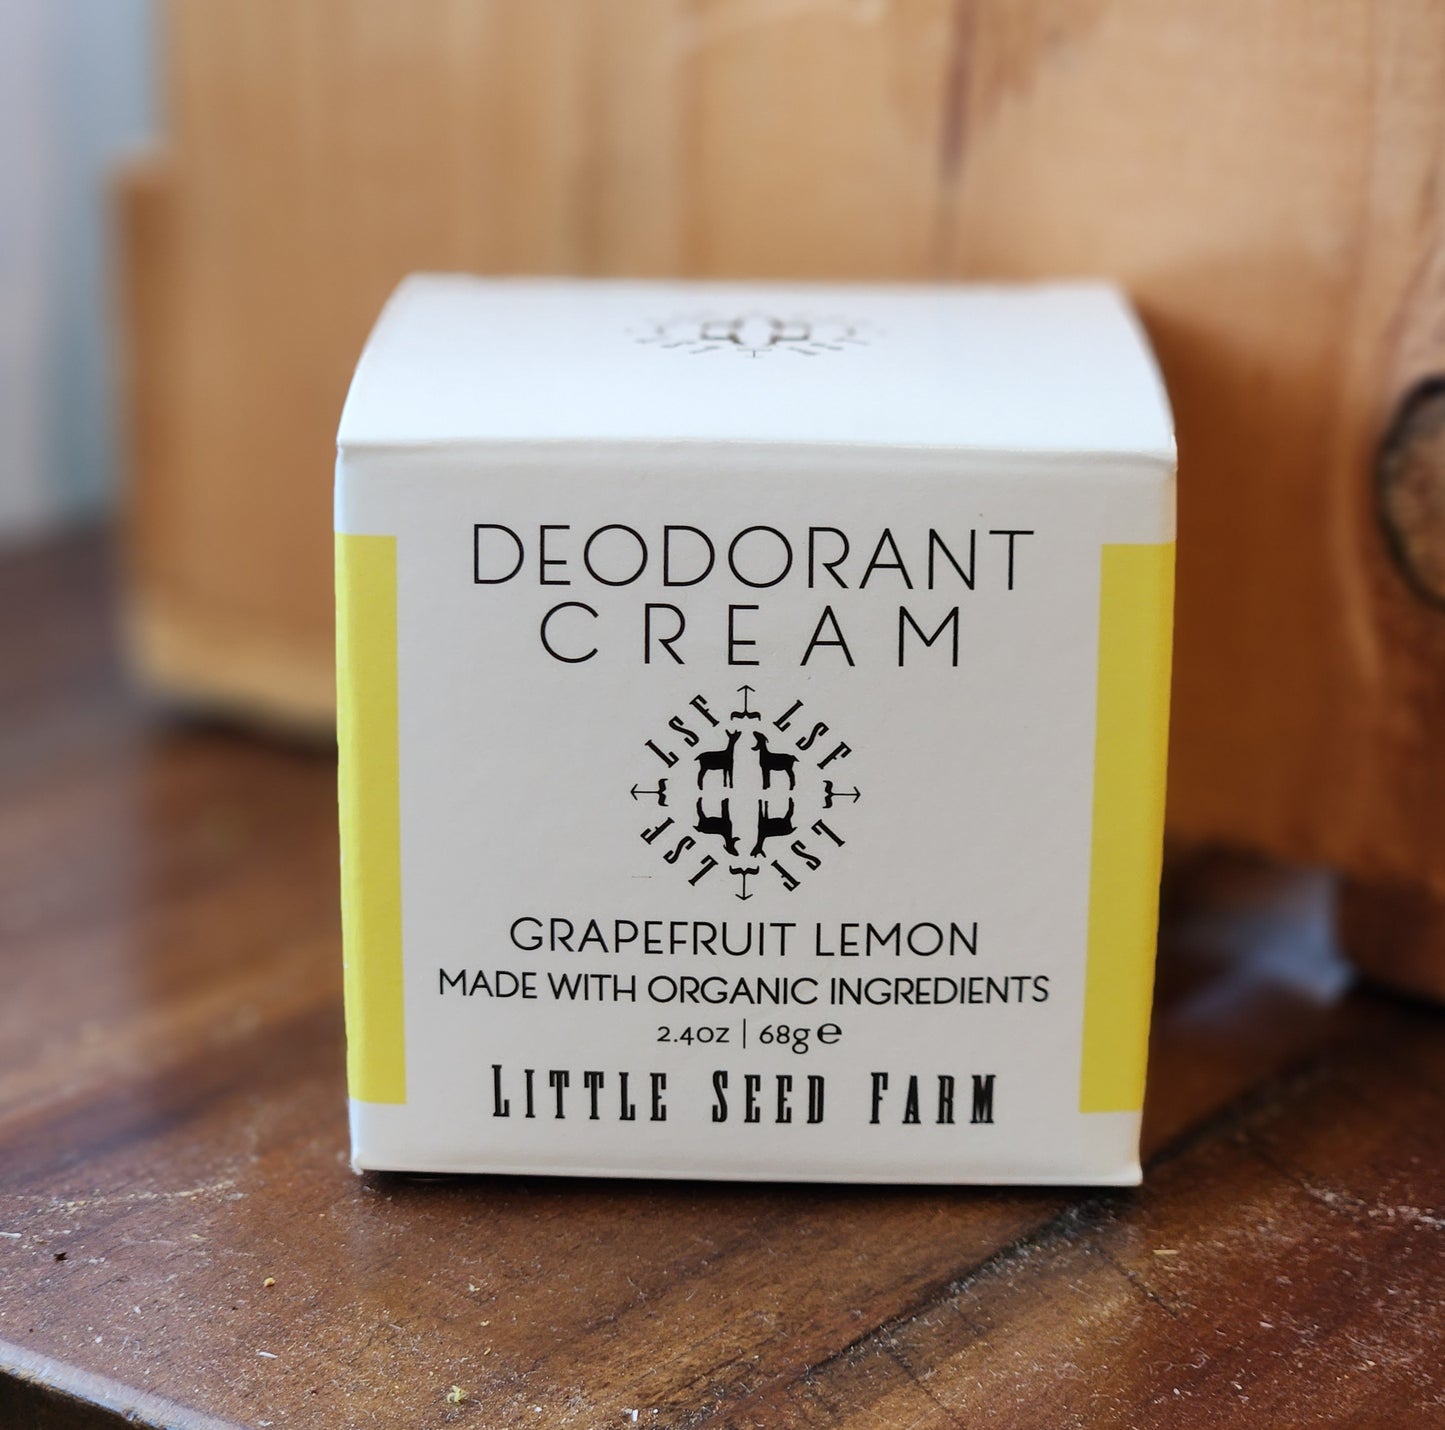 DEODORANT
CREAM
LSF LSF
LSF LSF
GRAPEFRUIT LEMON
MADE WITH ORGANIC INGREDIENTS
2.4oz | 68g ℮
LITTLE SEED FARM